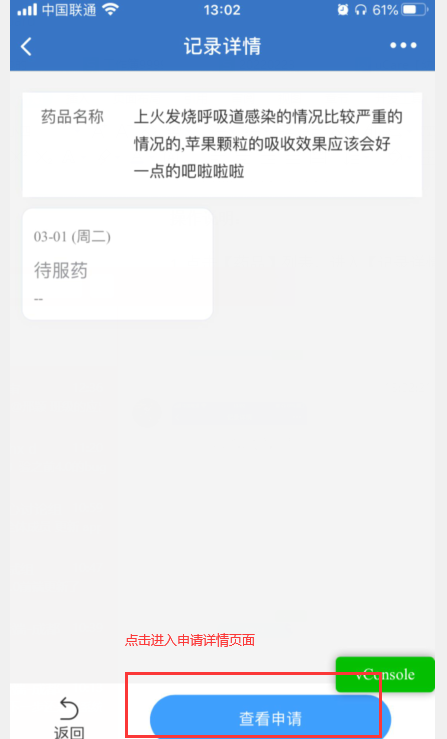 中国联通 13:02 61%
记录详情
药品名称 上火发烧呼吸道感染的情况比较严重的
情况的,苹果颗粒的吸收效果应该会好
一点的吧啦啦啦
03-01 (周二)
待服药
--
点击进入申请详情页面
vConsole
查看申请
返回